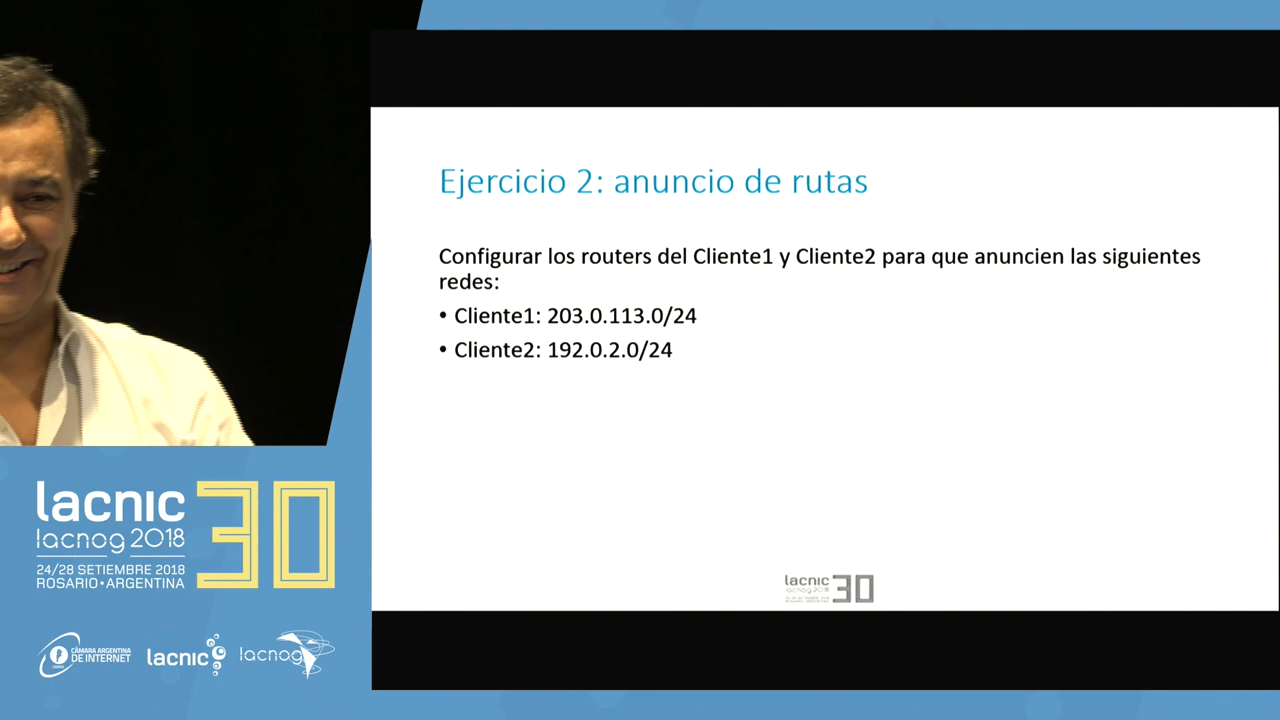 Ejercicio 2: anuncio de rutas
Configurar los routers del Cliente1 y Cliente2 para que anuncien las siguientes
redes:
• Cliente1: 203.0.113.0/24
• Cliente2: 192.0.2.0/24
lacnic 30
lacnog 2018
lacnic 30
lacnog 2018
24/28 SETIEMBRE 2018
ROSARIO • ARGENTINA
CÁMARA ARGENTINA
DE INTERNET
lacnic
lacnog